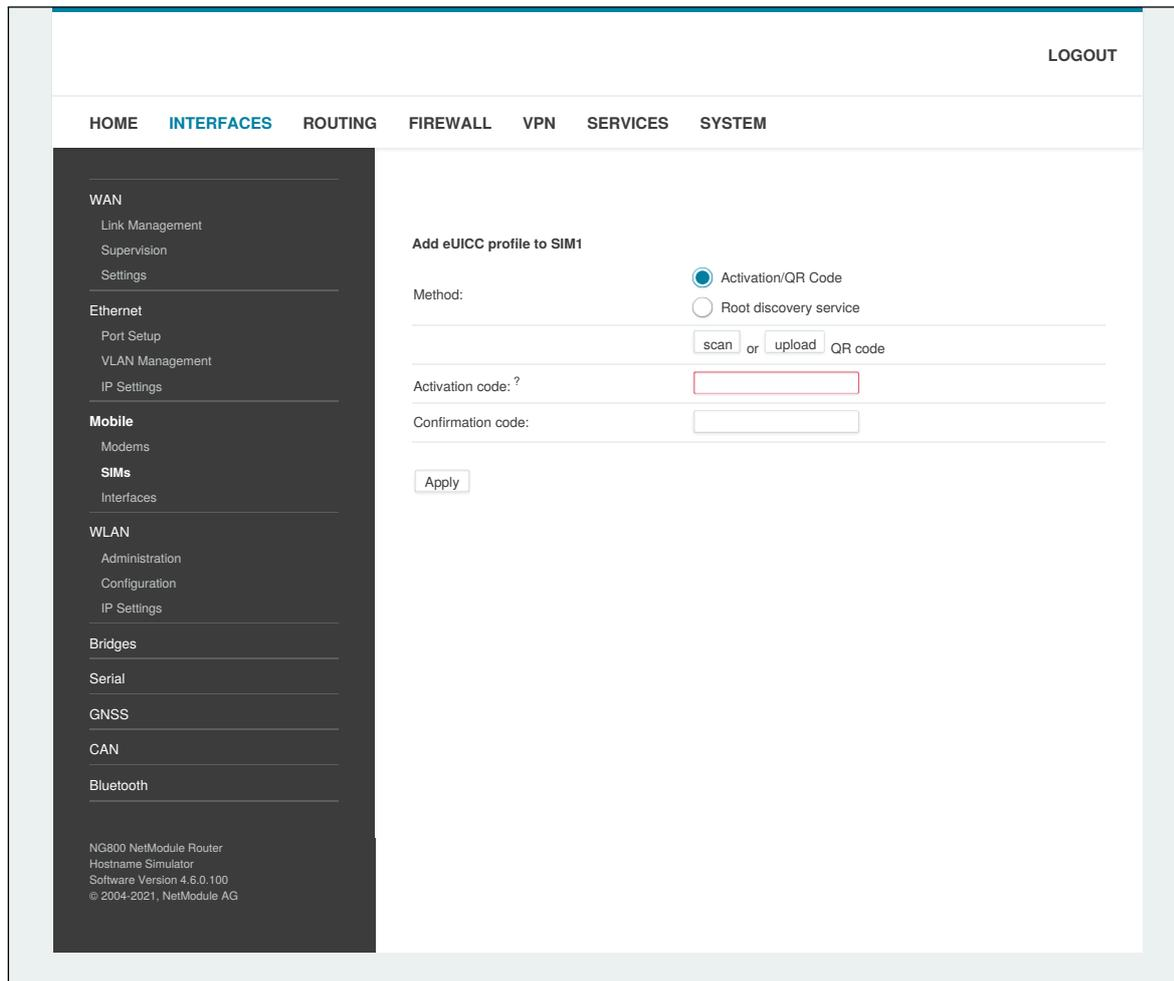 LOGOUT
HOME INTERFACES ROUTING FIREWALL VPN SERVICES SYSTEM
WAN
Link Management
Supervision
Settings
Ethernet
Port Setup
VLAN Management
IP Settings
Mobile
Modems
SIMs
Interfaces
WLAN
Administration
Configuration
IP Settings
Bridges
Serial
GNSS
CAN
Bluetooth
NG800 NetModule Router
Hostname Simulator
Software Version 4.6.0.100
© 2004-2021, NetModule AG
Add eUICC profile to SIM1
Method:
Activation/QR Code
Root discovery service
scan or upload QR code
Activation code: ?
Confirmation code:
Apply